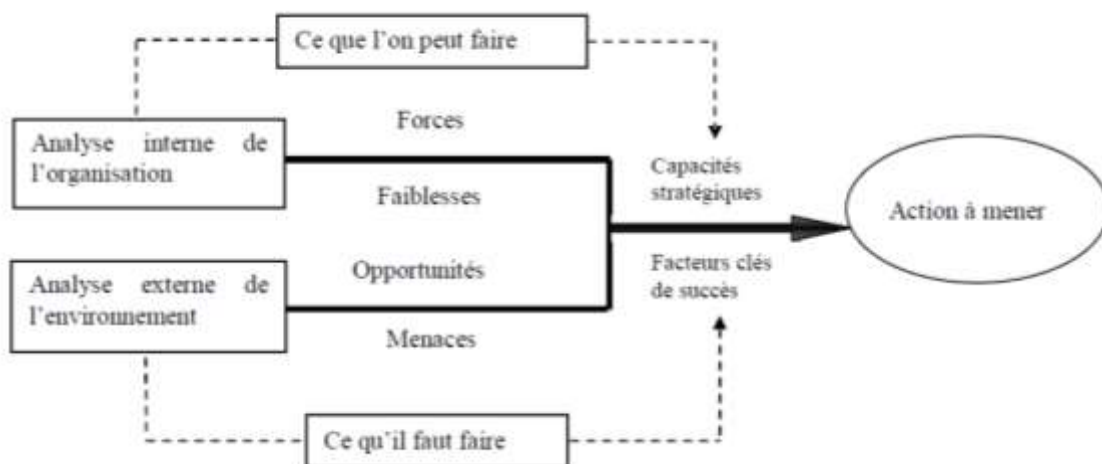 Ce que l'on peut faire
Forces
Analyse interne de
l'organisation
Capacités
stratégiques
Faiblesses
Action à mener
Opportunités
Facteurs clés
de succès
Analyse externe de
l'environnement
Menaces
Ce qu'il faut faire